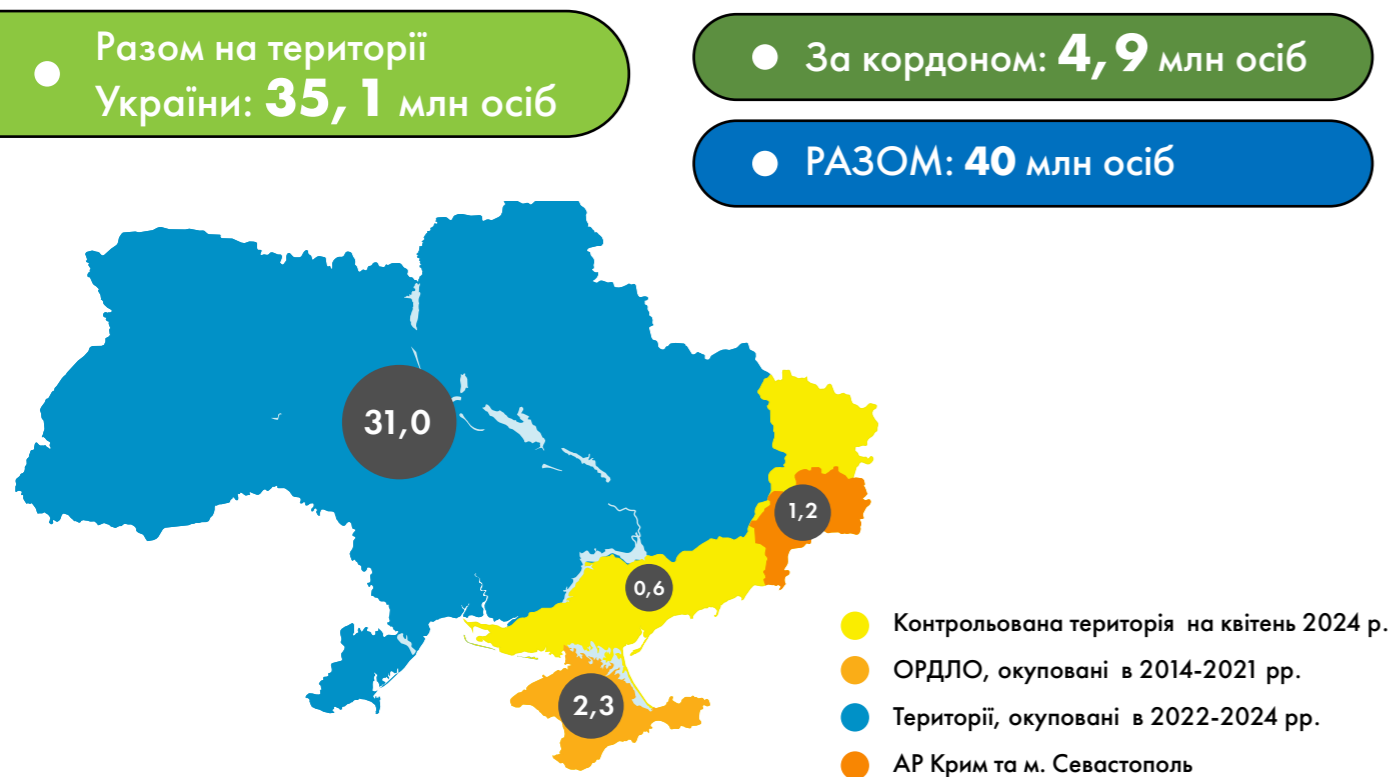 Разом на території
України: 35,1 млн осіб
За кордоном: 4,9 млн осіб
РАЗОМ: 40 млн осіб
31,0
1,2
0,6
2,3
Контрольована територія на квітень 2024 р.
ОРДЛО, окуповані в 2014-2021 рр.
Території, окуповані в 2022-2024 рр.
АР Крим та м. Севастополь